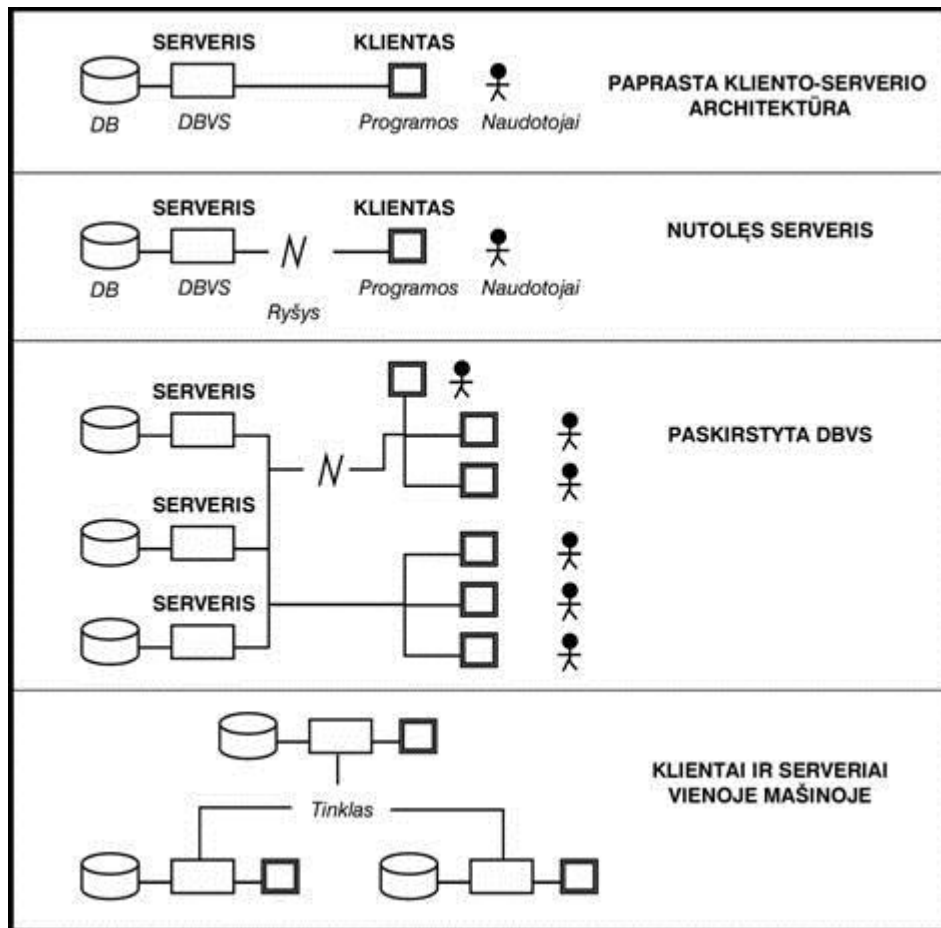 SERVERIS KLIENTAS
PAPRASTA KLIENTO-SERVERIO
ARCHITEKTŪRA
DB DBVS Programos Naudotojai
SERVERIS KLIENTAS
NUTOLĘS SERVERIS
DB DBVS Programos Naudotojai
Ryšys
SERVERIS
PASKIRSTYTA DBVS
SERVERIS
SERVERIS
KLIENTAI IR SERVERIAI
VIENOJE MAŠINOJE
Tinklas